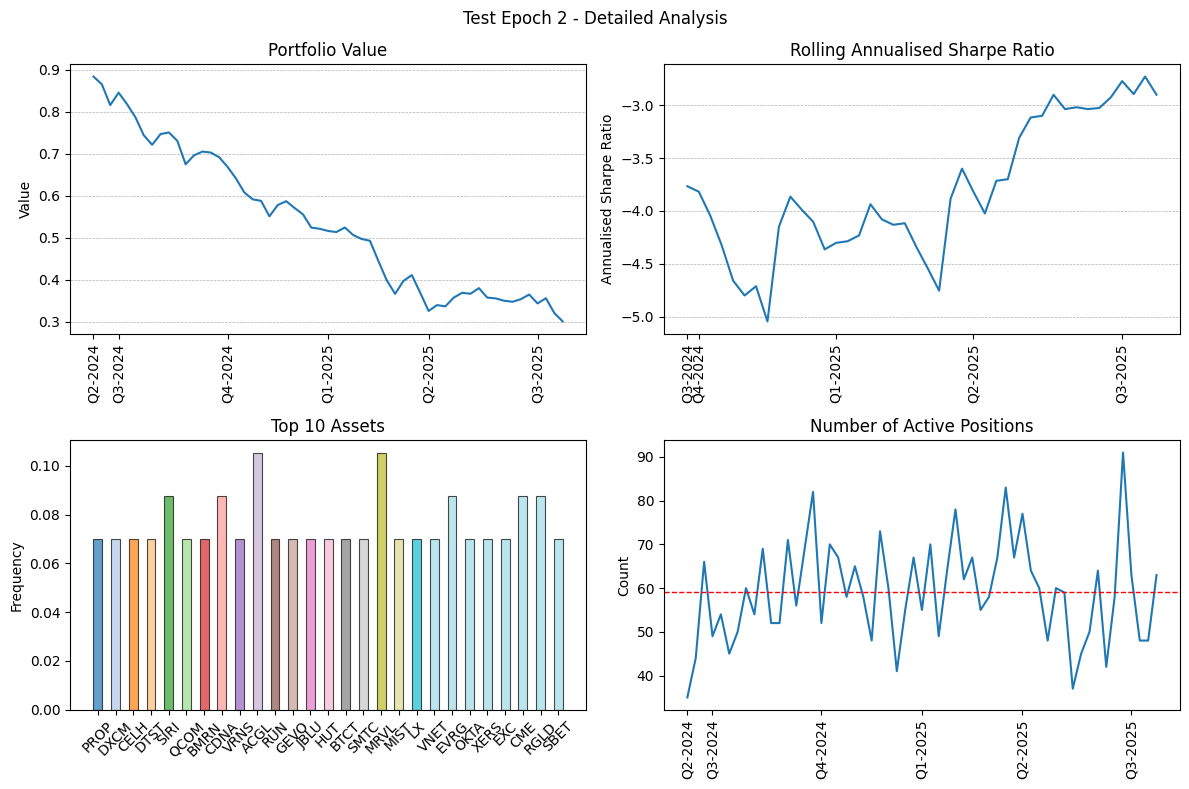 Test Epoch 2 - Detailed Analysis
Portfolio Value
Value
0.9
0.8
0.7
0.6
0.5
0.4
0.3
Q2-2024
Q3-2024
Q4-2024
Q1-2025
Q2-2025
Q3-2025
Rolling Annualised Sharpe Ratio
Annualised Sharpe Ratio
−3.0
−3.5
−4.0
−4.5
−5.0
Q3-2024
Q4-2024
Q1-2025
Q2-2025
Q3-2025
Top 10 Assets
Frequency
0.10
0.08
0.06
0.04
0.02
0.00
PROP
DXCM
CELH
DTST
SIRI
QCOM
BMRN
CDNA
VRNS
ACGL
RUN
GEVO
JBLU
HUT
BTCT
SMTC
MRVL
MIST
LX
VNET
EVRG
OKTA
XERS
EXC
CME
RGLD
SBET
Number of Active Positions
Count
90
80
70
60
50
40
Q2-2024
Q3-2024
Q4-2024
Q1-2025
Q2-2025
Q3-2025